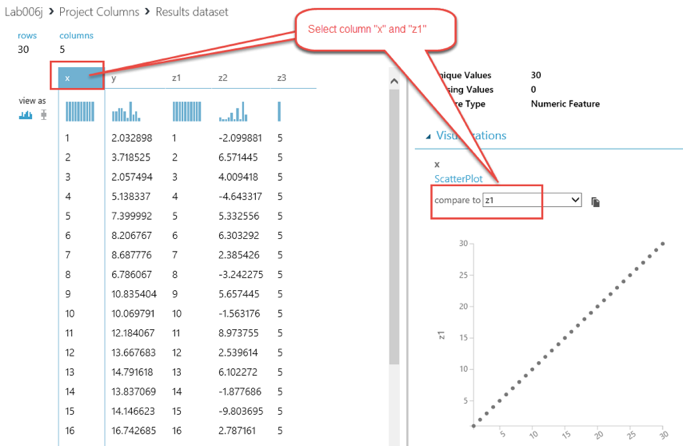 Lab006j > Project Columns > Results dataset
Select column "x" and "z1"
rows columns
30 5
x y z1 z2 z3
view as
1 2.032898 1 -2.099881 5
2 3.718525 2 6.571445 5
3 2.057494 3 4.009418 5
4 5.138337 4 -4.643317 5
5 7.399992 5 5.332556 5
6 8.206767 6 6.303292 5
7 8.687776 7 2.385426 5
8 6.786067 8 -3.242275 5
9 10.835404 9 5.657445 5
10 10.069791 10 -1.563176 5
11 12.184067 11 8.973755 5
12 13.667683 12 2.539614 5
13 14.791618 13 6.102272 5
14 13.837069 14 -1.877686 5
15 14.146623 15 -9.803695 5
16 16.742685 16 2.787161 5
nique Values 30
sing Values 0
re Type Numeric Feature
x
ScatterPlot
compare to z1
30
25
20
15
10
5
z1
5 10 15 20 25 30